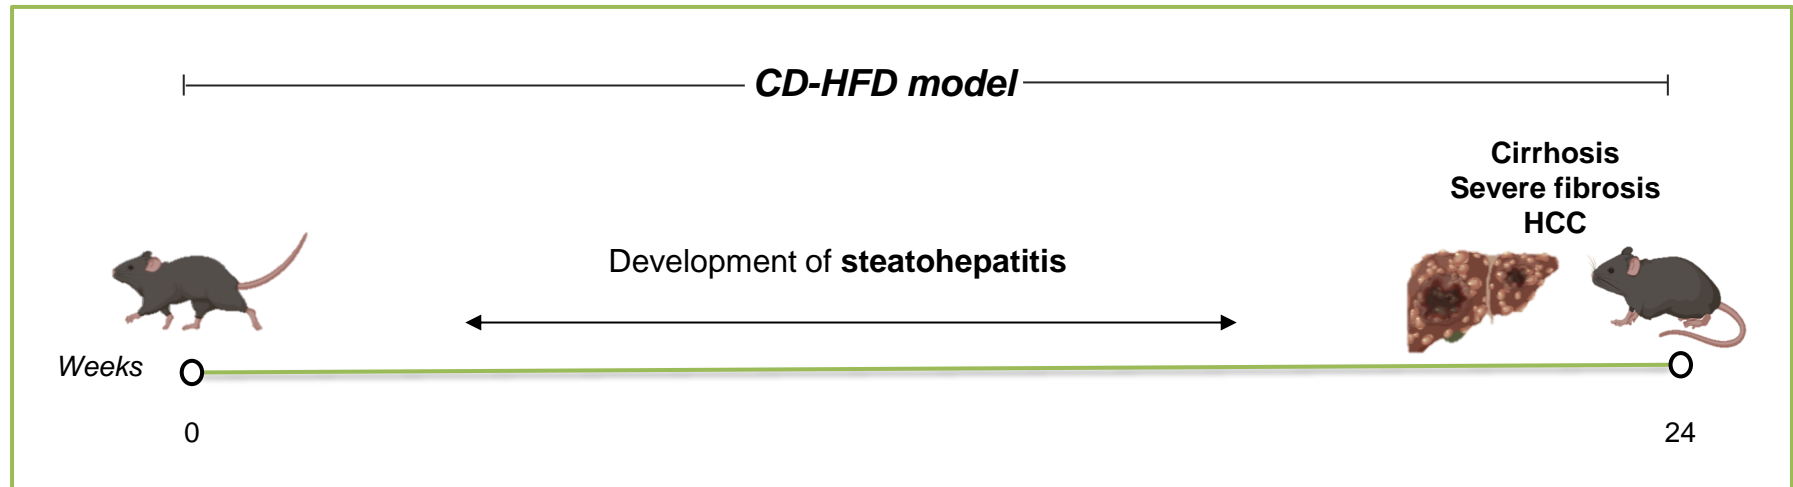 CD-HFD model
Cirrhosis
Severe fibrosis
HCC
Development of steatohepatitis
Weeks
0
24